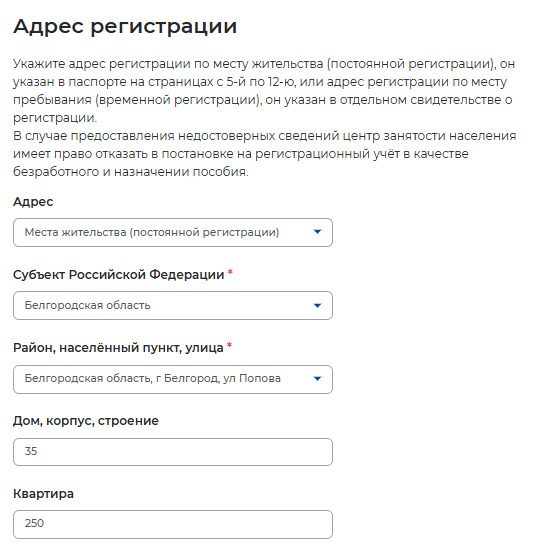 Адрес регистрации
Укажите адрес регистрации по месту жительства (постоянной регистрации), он
указан в паспорте на страницах с 5-й по 12-ю, или адрес регистрации по месту
пребывания (временной регистрации), он указан в отдельном свидетельстве о
регистрации.
В случае предоставления недостоверных сведений центр занятости населения
имеет право отказать в постановке на регистрационный учёт в качестве
безработного и назначении пособия.
Адрес
Места жительства (постоянной регистрации)
Субъект Российской Федерации *
Белгородская область
Район, населённый пункт, улица *
Белгородская область, г Белгород, ул Попова
Дом, корпус, строение
35
Квартира
250